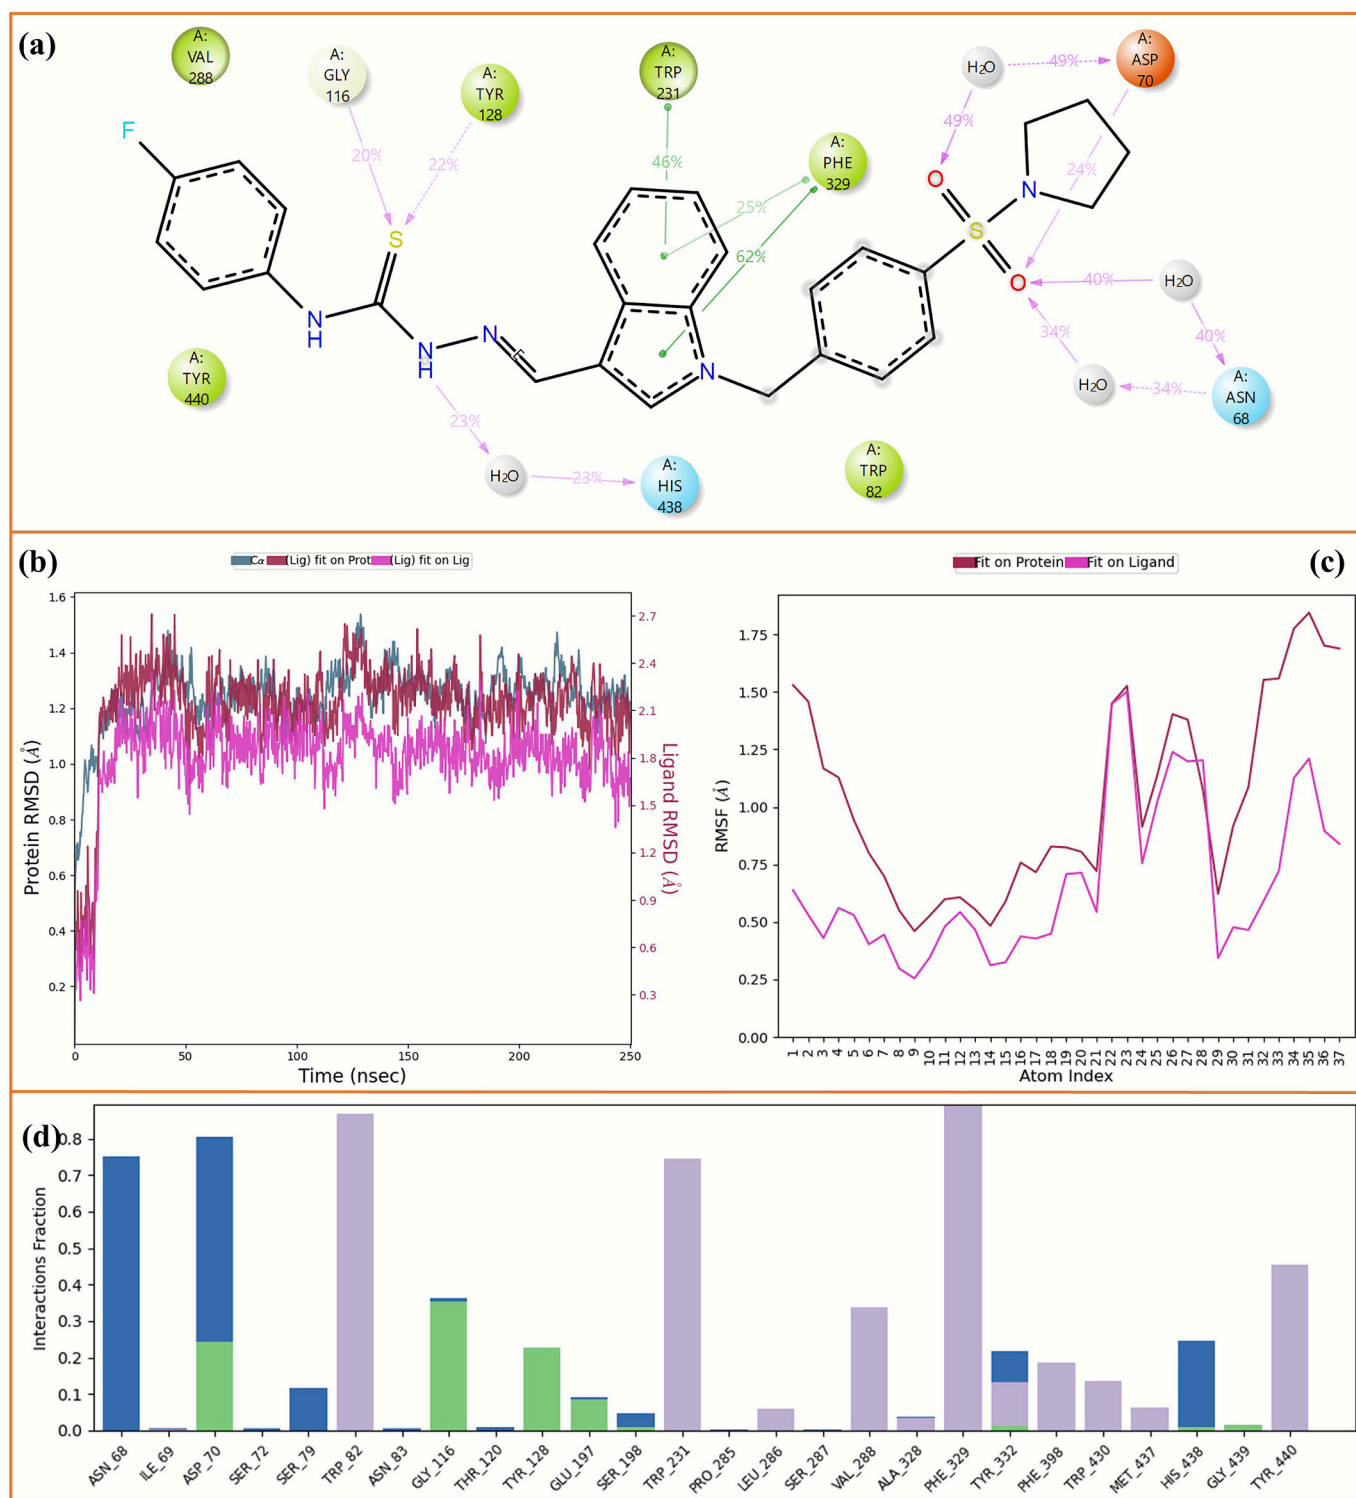 (a)
A:
VAL
288
A:
GLY
116
A:
TYR
128
A:
TRP
231
A:
PHE
329
H₂O
49%
A:
ASP
70
F
20%
22%
46%
25%
62%
49%
24%
S
O
N
S
O
N
H
N
H
N
E
N
40%
H₂O
34%
40%
H₂O
34%
A:
ASN
68
A:
TYR
440
23%
H₂O
23%
A:
HIS
438
A:
TRP
82
(b)
Cα (Lig) fit on Prot (Lig) fit on Lig
Protein RMSD (Å)
1.6
1.4
1.2
1.0
0.8
0.6
0.4
0.2
2.7
2.4
2.1
1.8
1.5
1.2
0.9
0.6
0.3
Ligand RMSD (Å)
0 50 100 150 200 250
Time (nsec)
(c)
Fit on Protein Fit on Ligand
RMSF (Å)
1.75
1.50
1.25
1.00
0.75
0.50
0.25
0.00
1 2 3 4 5 6 7 8 9 10 11 12 13 14 15 16 17 18 19 20 21 22 23 24 25 26 27 28 29 30 31 32 33 34 35 36 37
Atom Index
(d)
Interactions Fraction
0.8
0.7
0.6
0.5
0.4
0.3
0.2
0.1
0.0
ASN_68 ILE_69 ASP_70 SER_72 SER_79 TRP_82 ASN_83 GLY_116 THR_120 TYR_128 GLU_197 SER_198 TRP_231 PRO_285 LEU_286 SER_287 VAL_288 ALA_328 PHE_329 TYR_332 PHE_398 TRP_430 MET_437 HIS_438 GLY_439 TYR_440